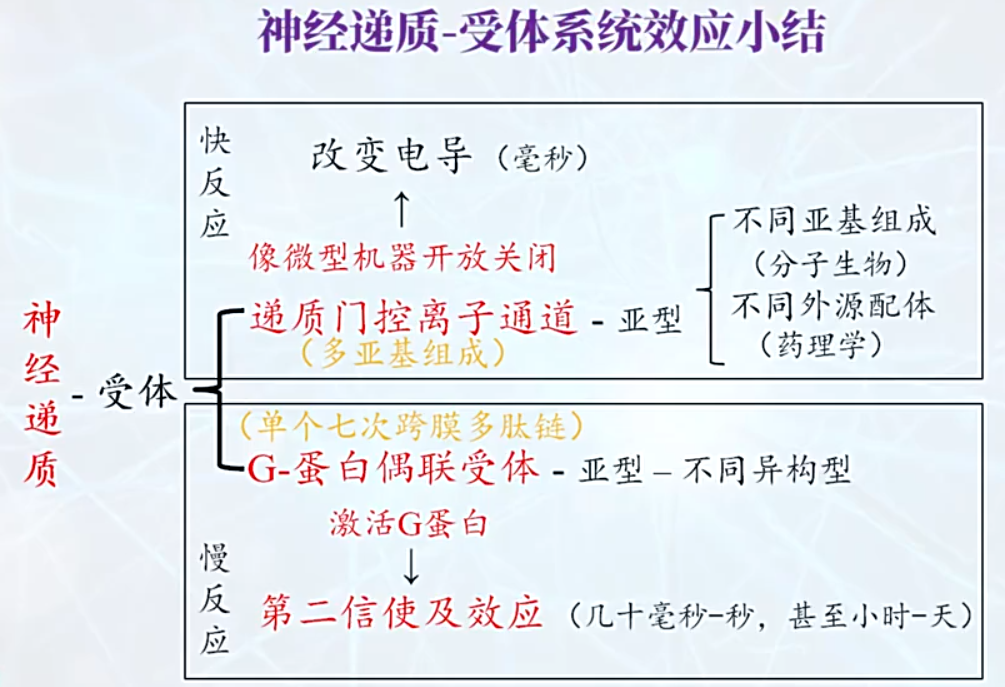 神经递质-受体系统效应小结
快反应
改变电导（毫秒）
↑
像微型机器开放关闭
递质门控离子通道 - 亚型
（多亚基组成）
不同亚基组成
（分子生物）
不同外源配体
（药理学）
神经递质 - 受体
（单个七次跨膜多肽链）
G-蛋白偶联受体 - 亚型 – 不同异构型
激活G蛋白
↓
慢反应
第二信使及效应（几十毫秒-秒，甚至小时-天）